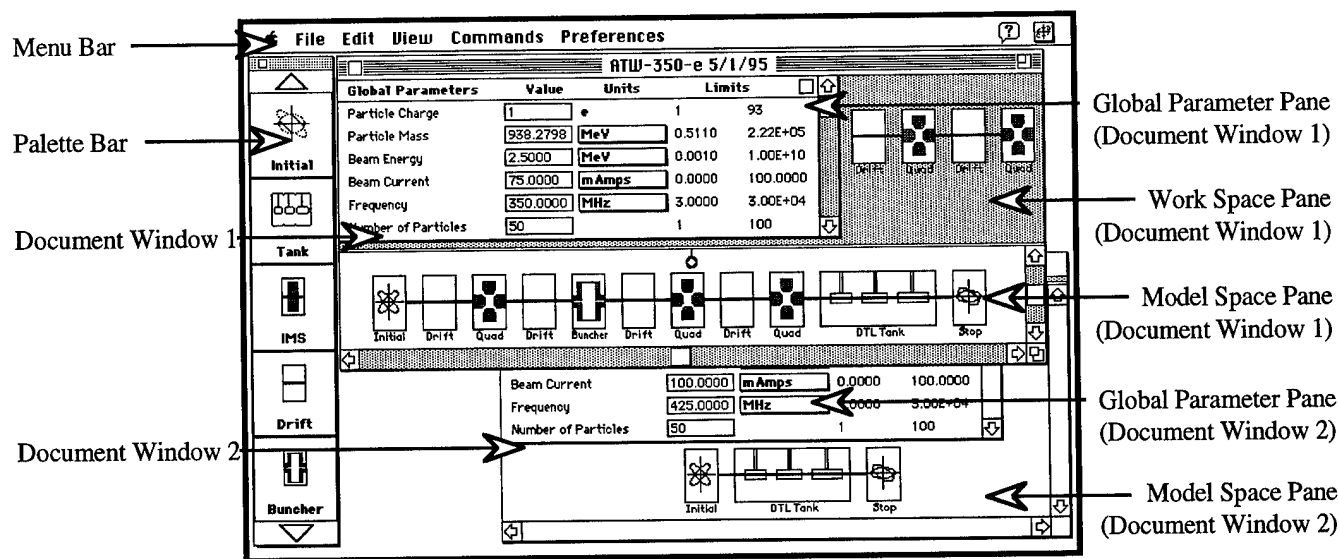 Menu Bar
File Edit View Commands Preferences
ATW-350-e 5/1/95
Global Parameters Value Units Limits
Particle Charge 1 e 1 93
Particle Mass 938.2798 MeV 0.5110 2.22E+05
Beam Energy 2.5000 MeV 0.0010 1.00E+10
Beam Current 75.0000 mAmps 0.0000 100.0000
Frequency 350.0000 MHz 3.0000 3.00E+04
Number of Particles 50 1 100
Drift Quad Drift Quad
Palette Bar
Initial
Tank
IMS
Drift
Buncher
Document Window 1
Global Parameter Pane
(Document Window 1)
Work Space Pane
(Document Window 1)
Initial Drift Quad Drift Buncher Drift Quad Drift Quad DTL Tank Stop
Model Space Pane
(Document Window 1)
Beam Current 100.0000 mAmps 0.0000 100.0000
Frequency 425.0000 MHz 3.00E+04
Number of Particles 50 1 100
Global Parameter Pane
(Document Window 2)
Document Window 2
Initial DTL Tank Stop
Model Space Pane
(Document Window 2)